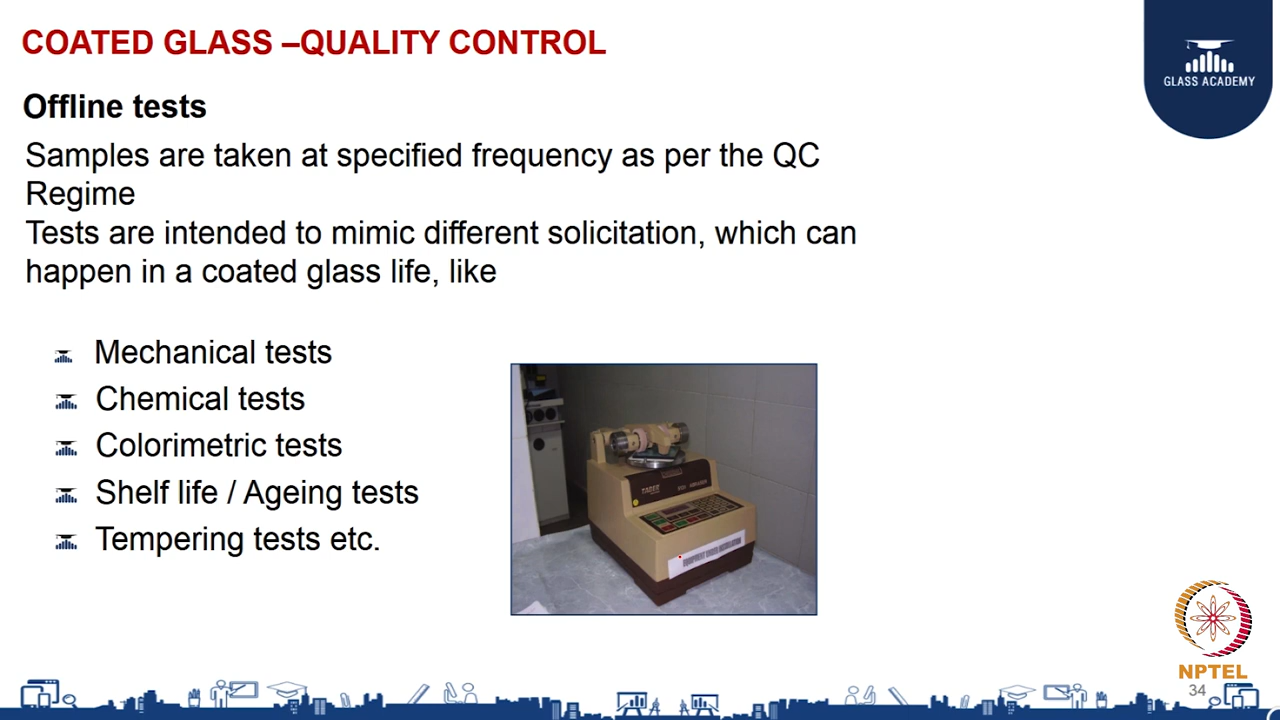 COATED GLASS –QUALITY CONTROL
GLASS ACADEMY
Offline tests
Samples are taken at specified frequency as per the QC
Regime
Tests are intended to mimic different solicitation, which can
happen in a coated glass life, like
Mechanical tests
Chemical tests
Colorimetric tests
Shelf life / Ageing tests
Tempering tests etc.
TABER
NPTEL
34